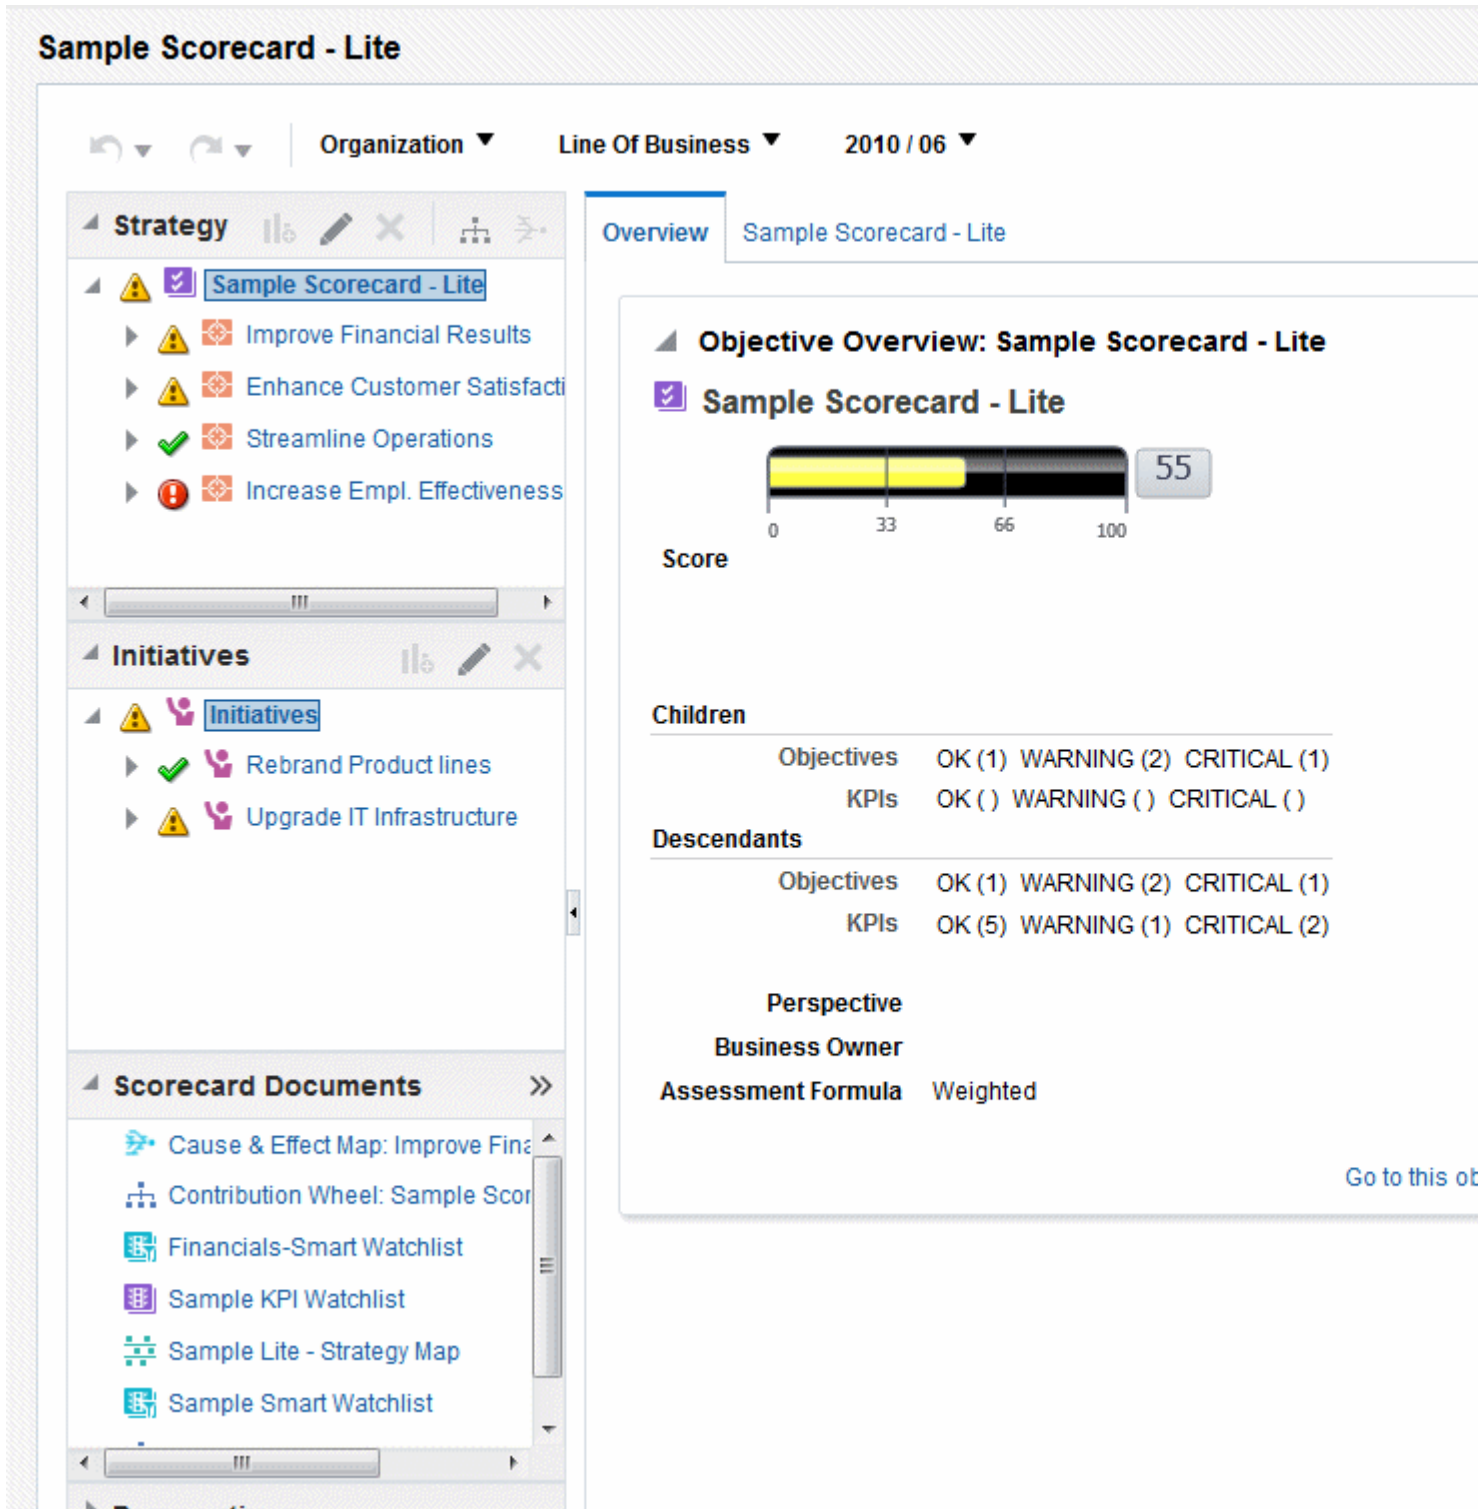 Sample Scorecard - Lite
Organization Line Of Business 2010 / 06
Strategy
Sample Scorecard - Lite
Improve Financial Results
Enhance Customer Satisfacti
Streamline Operations
Increase Empl. Effectiveness
Initiatives
Initiatives
Rebrand Product lines
Upgrade IT Infrastructure
Scorecard Documents
Cause & Effect Map: Improve Fina
Contribution Wheel: Sample Scor
Financials-Smart Watchlist
Sample KPI Watchlist
Sample Lite - Strategy Map
Sample Smart Watchlist
Overview Sample Scorecard - Lite
Objective Overview: Sample Scorecard - Lite
Sample Scorecard - Lite
55
0 33 66 100
Score
Children
Objectives OK (1) WARNING (2) CRITICAL (1)
KPIs OK ( ) WARNING ( ) CRITICAL ( )
Descendants
Objectives OK (1) WARNING (2) CRITICAL (1)
KPIs OK (5) WARNING (1) CRITICAL (2)
Perspective
Business Owner
Assessment Formula Weighted
Go to this ob